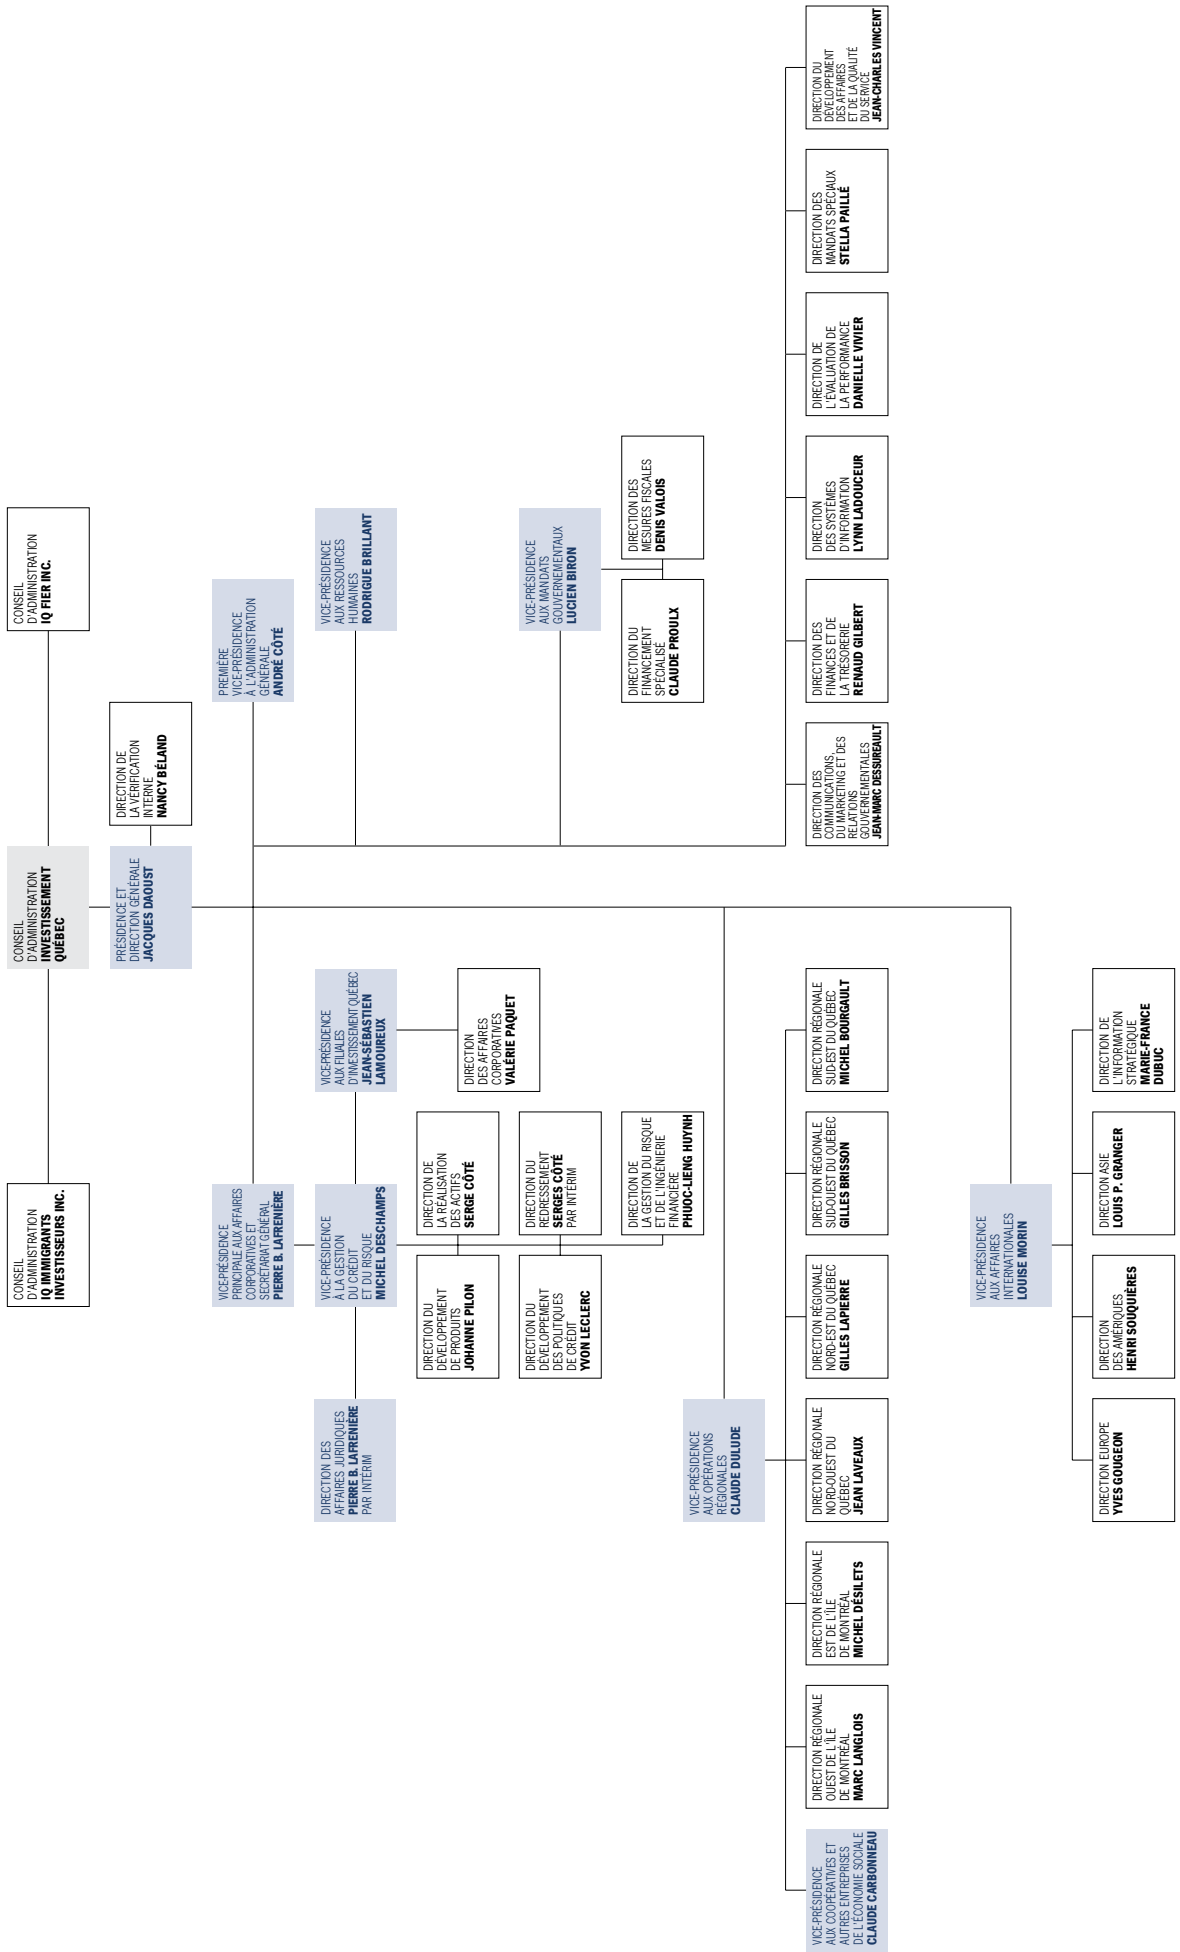 CONSEIL
D'ADMINISTRATION
IQ IMMIGRANTS
INVESTISSEURS INC.
CONSEIL
D'ADMINISTRATION
INVESTISSEMENT
QUÉBEC
CONSEIL
D'ADMINISTRATION
IQ FIER INC.
PRÉSIDENCE ET
DIRECTION GÉNÉRALE
JACQUES DAOUST
DIRECTION DE
LA VÉRIFICATION
INTERNE
NANCY BÉLAND
VICE-PRÉSIDENCE
PRINCIPALE AUX AFFAIRES
CORPORATIVES ET
SECRÉTARIAT GÉNÉRAL
PIERRE B. LAFRENIÈRE
PREMIÈRE
VICE-PRÉSIDENCE
À L'ADMINISTRATION
GÉNÉRALE
ANDRÉ CÔTÉ
DIRECTION DES
AFFAIRES JURIDIQUES
PIERRE B. LAFRENIÈRE
PAR INTÉRIM
VICE-PRÉSIDENCE
À LA GESTION
DU CRÉDIT
ET DU RISQUE
MICHEL DESCHAMPS
VICE-PRÉSIDENCE
AUX FILIALES
D'INVESTISSEMENT QUÉBEC
JEAN-SÉBASTIEN
LAMOUREUX
VICE-PRÉSIDENCE
AUX RESSOURCES
HUMAINES
RODRIGUE BRILLANT
DIRECTION DU
DÉVELOPPEMENT
DE PRODUITS
JOHANNE PILON
DIRECTION DE
LA RÉALISATION
DES ACTIFS
SERGE CÔTÉ
DIRECTION
DES AFFAIRES
CORPORATIVES
VALÉRIE PAQUET
DIRECTION DU
DÉVELOPPEMENT
DES POLITIQUES
DE CRÉDIT
YVON LECLERC
DIRECTION DU
REDRESSEMENT
SERGES CÔTÉ
PAR INTÉRIM
VICE-PRÉSIDENCE
AUX MANDATS
GOUVERNEMENTAUX
LUCIEN BIRON
DIRECTION DE
LA GESTION DU RISQUE
ET DE L'INGÉNIERIE
FINANCIÈRE
PHUOC-LIENG HUYNH
DIRECTION DU
FINANCEMENT
SPÉCIALISÉ
CLAUDE PROULX
DIRECTION DES
MESURES FISCALES
DENIS VALOIS
VICE-PRÉSIDENCE
AUX OPÉRATIONS
RÉGIONALES
CLAUDE DULUDE
VICE-PRÉSIDENCE
AUX COOPÉRATIVES ET
AUTRES ENTREPRISES
DE L'ÉCONOMIE SOCIALE
CLAUDE CARBONNEAU
DIRECTION RÉGIONALE
OUEST DE L'ÎLE
DE MONTRÉAL
MARC LANGLOIS
DIRECTION RÉGIONALE
EST DE L'ÎLE
DE MONTRÉAL
MICHEL DÉSILETS
DIRECTION RÉGIONALE
NORD-OUEST DU
QUÉBEC
JEAN LAVEAUX
DIRECTION RÉGIONALE
NORD-EST DU QUÉBEC
GILLES LAPIERRE
DIRECTION RÉGIONALE
SUD-OUEST DU QUÉBEC
GILLES BRISSON
DIRECTION RÉGIONALE
SUD-EST DU QUÉBEC
MICHEL BOURGAULT
DIRECTION DES
COMMUNICATIONS,
DU MARKETING ET DES
RELATIONS
GOUVERNEMENTALES
JEAN-MARC DESSUREAULT
DIRECTION DES
FINANCES ET DE
LA TRÉSORERIE
RENAUD GILBERT
DIRECTION
DES SYSTÈMES
D'INFORMATION
LYNN LADOUCEUR
DIRECTION DE
L'ÉVALUATION DE
LA PERFORMANCE
DANIELLE VIVIER
DIRECTION DES
MANDATS SPÉCIAUX
STELLA PAILLÉ
DIRECTION DU
DÉVELOPPEMENT
DES AFFAIRES
ET DE LA QUALITÉ
DU SERVICE
JEAN-CHARLES VINCENT
VICE-PRÉSIDENCE
AUX AFFAIRES
INTERNATIONALES
LOUISE MORIN
DIRECTION EUROPE
YVES GOUGEON
DIRECTION
DES AMÉRIQUES
HENRI SOUQUIÈRES
DIRECTION ASIE
LOUIS P. GRANGER
DIRECTION DE
L'INFORMATION
STRATÉGIQUE
MARIE-FRANCE
DUBUC